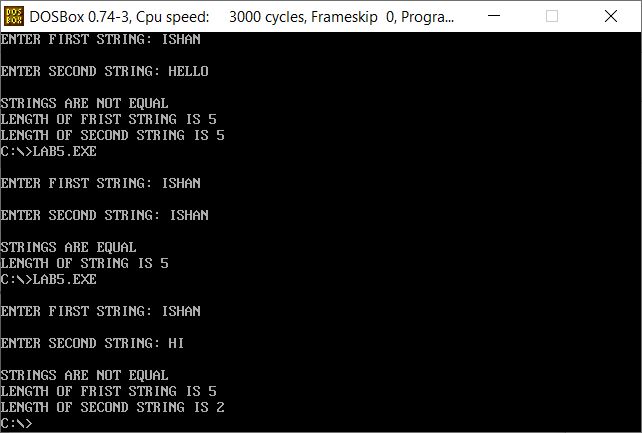 DOS
BOX
DOSBox 0.74-3, Cpu speed: 3000 cycles, Frameskip 0, Progra...
ENTER FIRST STRING: ISHAN
ENTER SECOND STRING: HELLO
STRINGS ARE NOT EQUAL
LENGTH OF FRIST STRING IS 5
LENGTH OF SECOND STRING IS 5
C:\>LAB5.EXE
ENTER FIRST STRING: ISHAN
ENTER SECOND STRING: ISHAN
STRINGS ARE EQUAL
LENGTH OF STRING IS 5
C:\>LAB5.EXE
ENTER FIRST STRING: ISHAN
ENTER SECOND STRING: HI
STRINGS ARE NOT EQUAL
LENGTH OF FRIST STRING IS 5
LENGTH OF SECOND STRING IS 2
C:\>